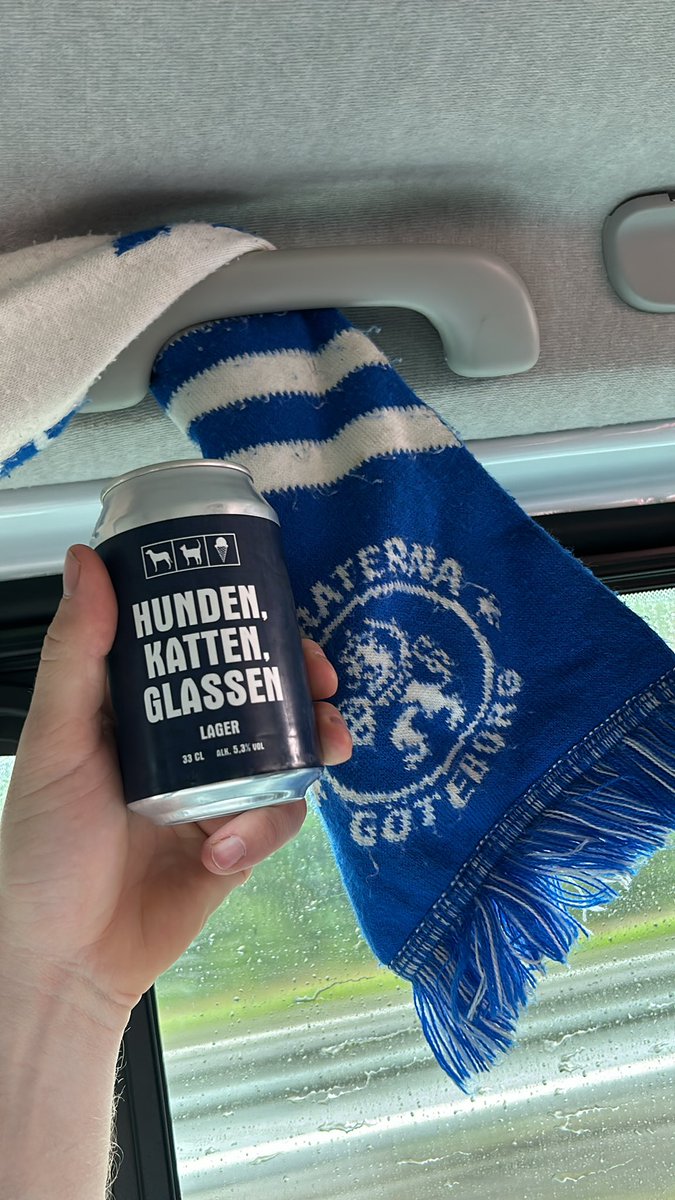 HUNDEN,
KATTEN,
GLASSEN
LAGER
33 CL ALK. 5,3% VOL
GÖTEBORG